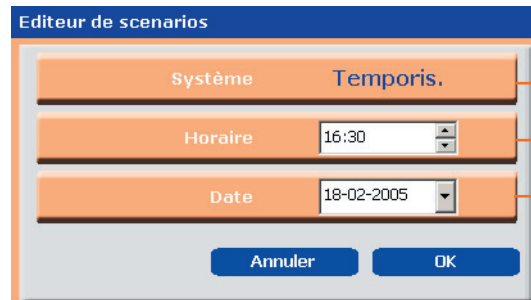 Editeur de scenarios
Système Temporis.
Horaire 16:30
Date 18-02-2005
Annuler OK